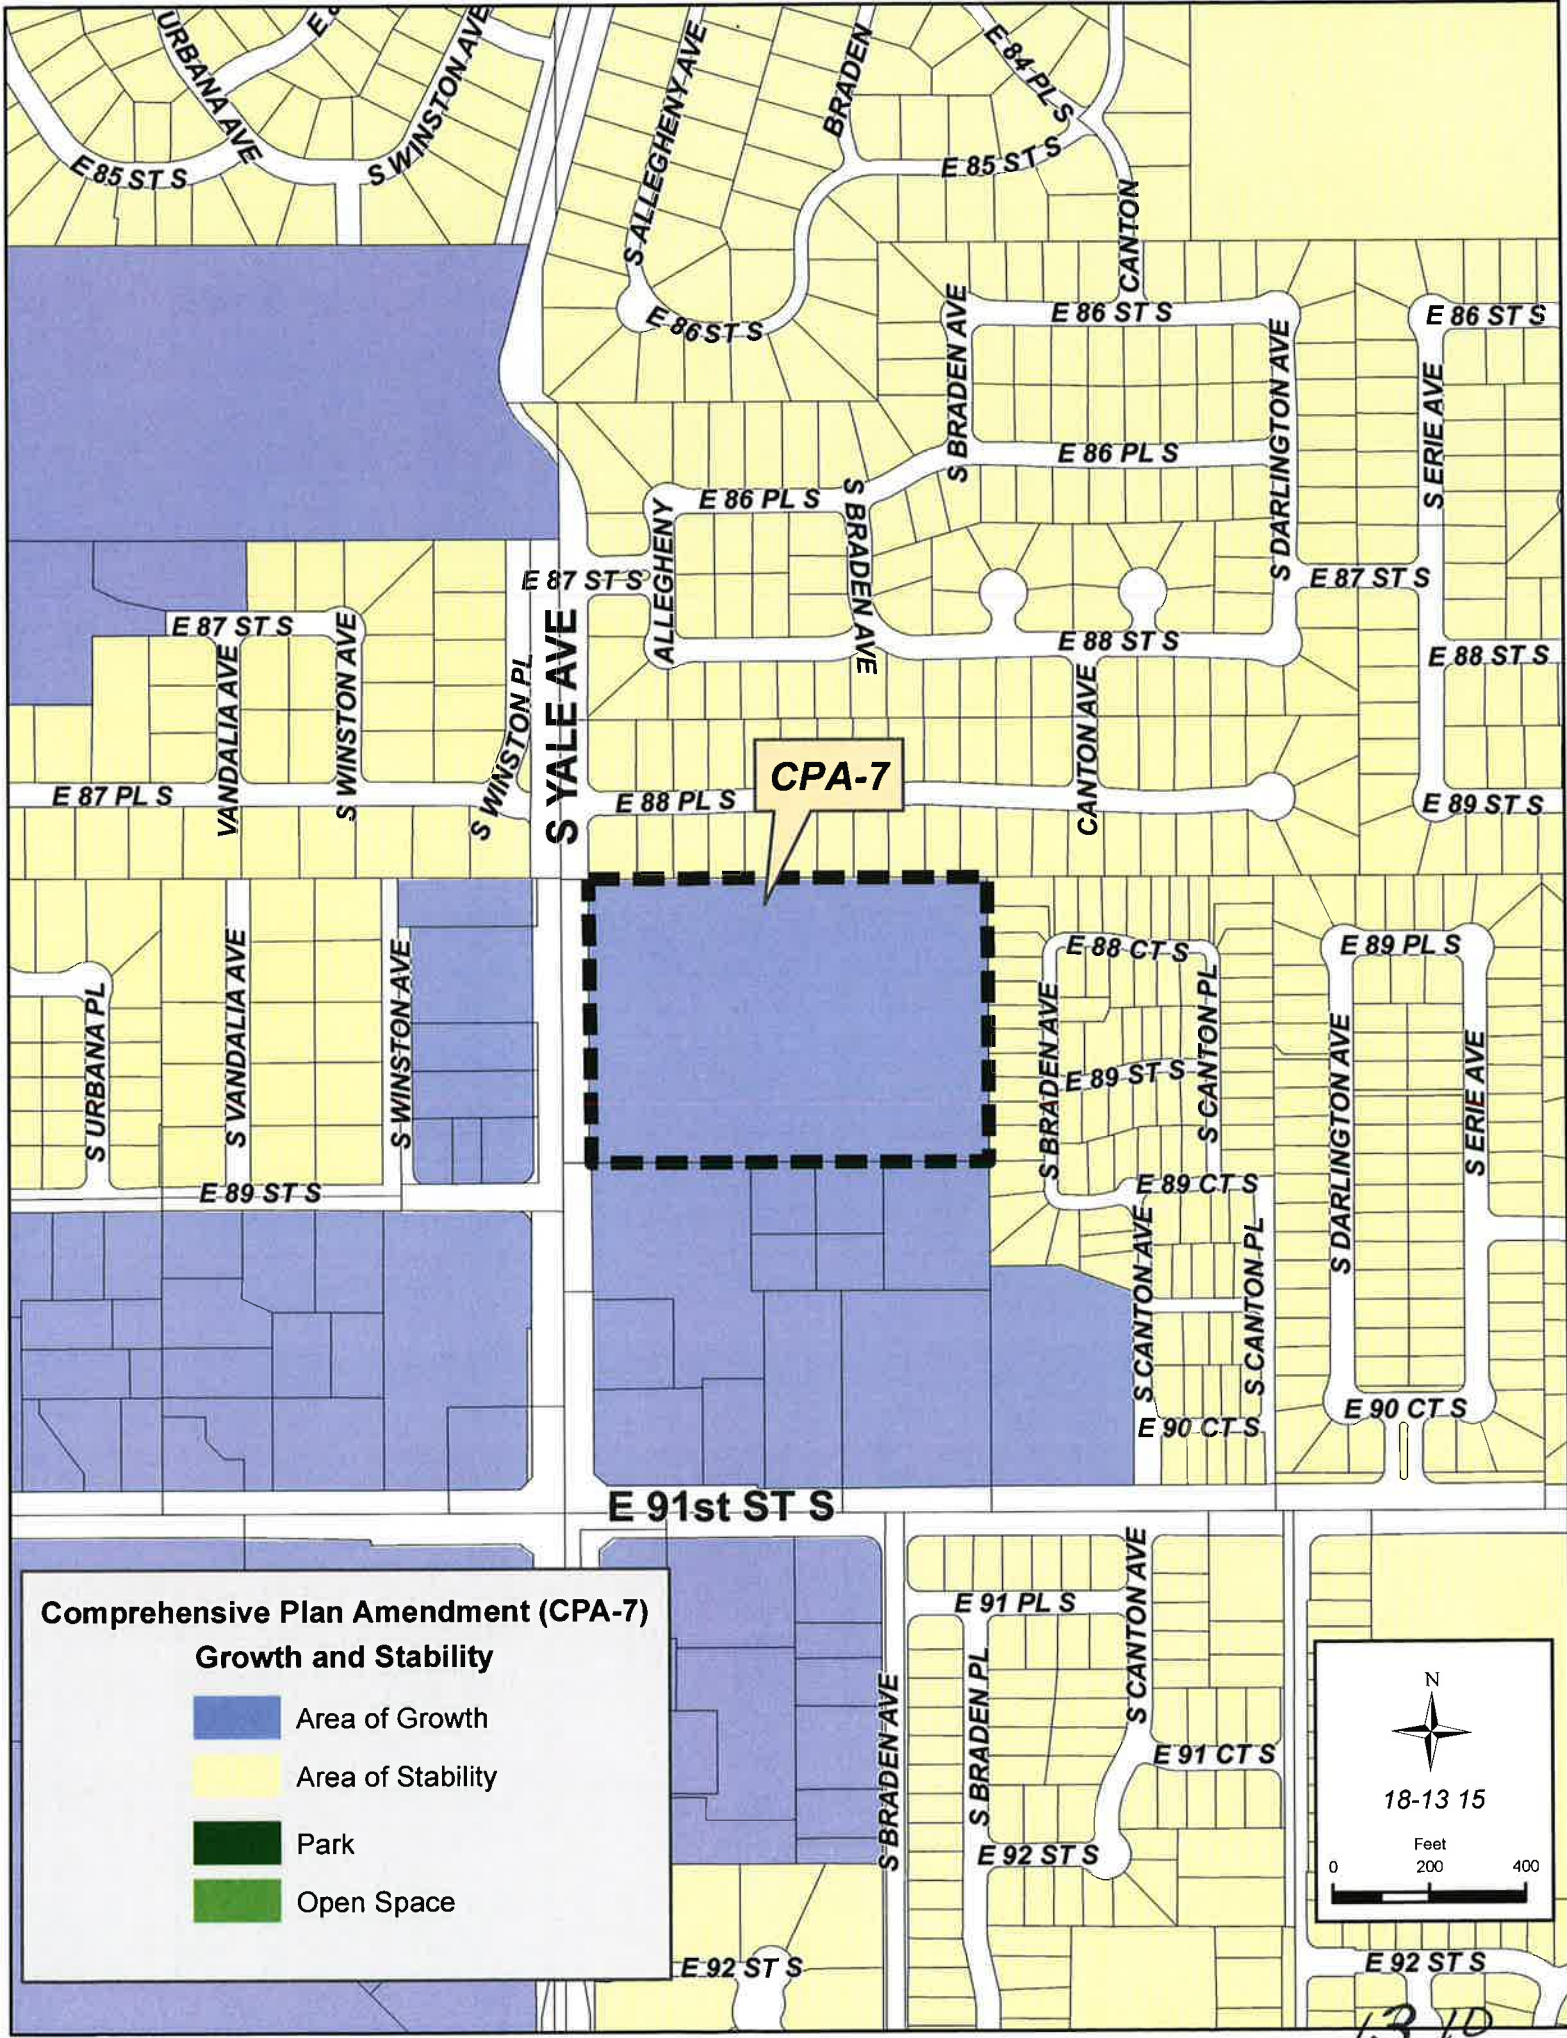 URBANA AVE
S WINSTON AVE
E 85 ST S
S ALLEGHENY AVE
BRADEN
E 84 PL S
E 85 ST S
CANTON
E 86 ST S
S BRADEN AVE
E 86 ST S
S DARLINGTON AVE
E 86 ST S
S ERIE AVE
E 86 PL S
E 86 PL S
S BRADEN AVE
ALLEGHENY
E 87 ST S
E 87 ST S
E 87 ST S
VANDALIA AVE
S WINSTON AVE
S WINSTON PL
S YALE AVE
E 88 ST S
E 88 ST S
CANTON AVE
CPA-7
E 87 PL S
E 88 PL S
E 89 ST S
S URBANA PL
S VANDALIA AVE
S WINSTON AVE
E 88 CT S
S BRADEN AVE
S CANTON PL
E 89 ST S
E 89 PL S
S DARLINGTON AVE
S ERIE AVE
E 89 ST S
E 89 CT S
S CANTON AVE
S CANTON PL
E 90 CT S
E 90 CT S
E 91st ST S
E 91 PL S
S CANTON AVE
S BRADEN AVE
S BRADEN PL
E 91 CT S
E 92 ST S
E 92 ST S
E 92 ST S
Comprehensive Plan Amendment (CPA-7)
Growth and Stability
Area of Growth
Area of Stability
Park
Open Space
N
18-13 15
Feet
0 200 400